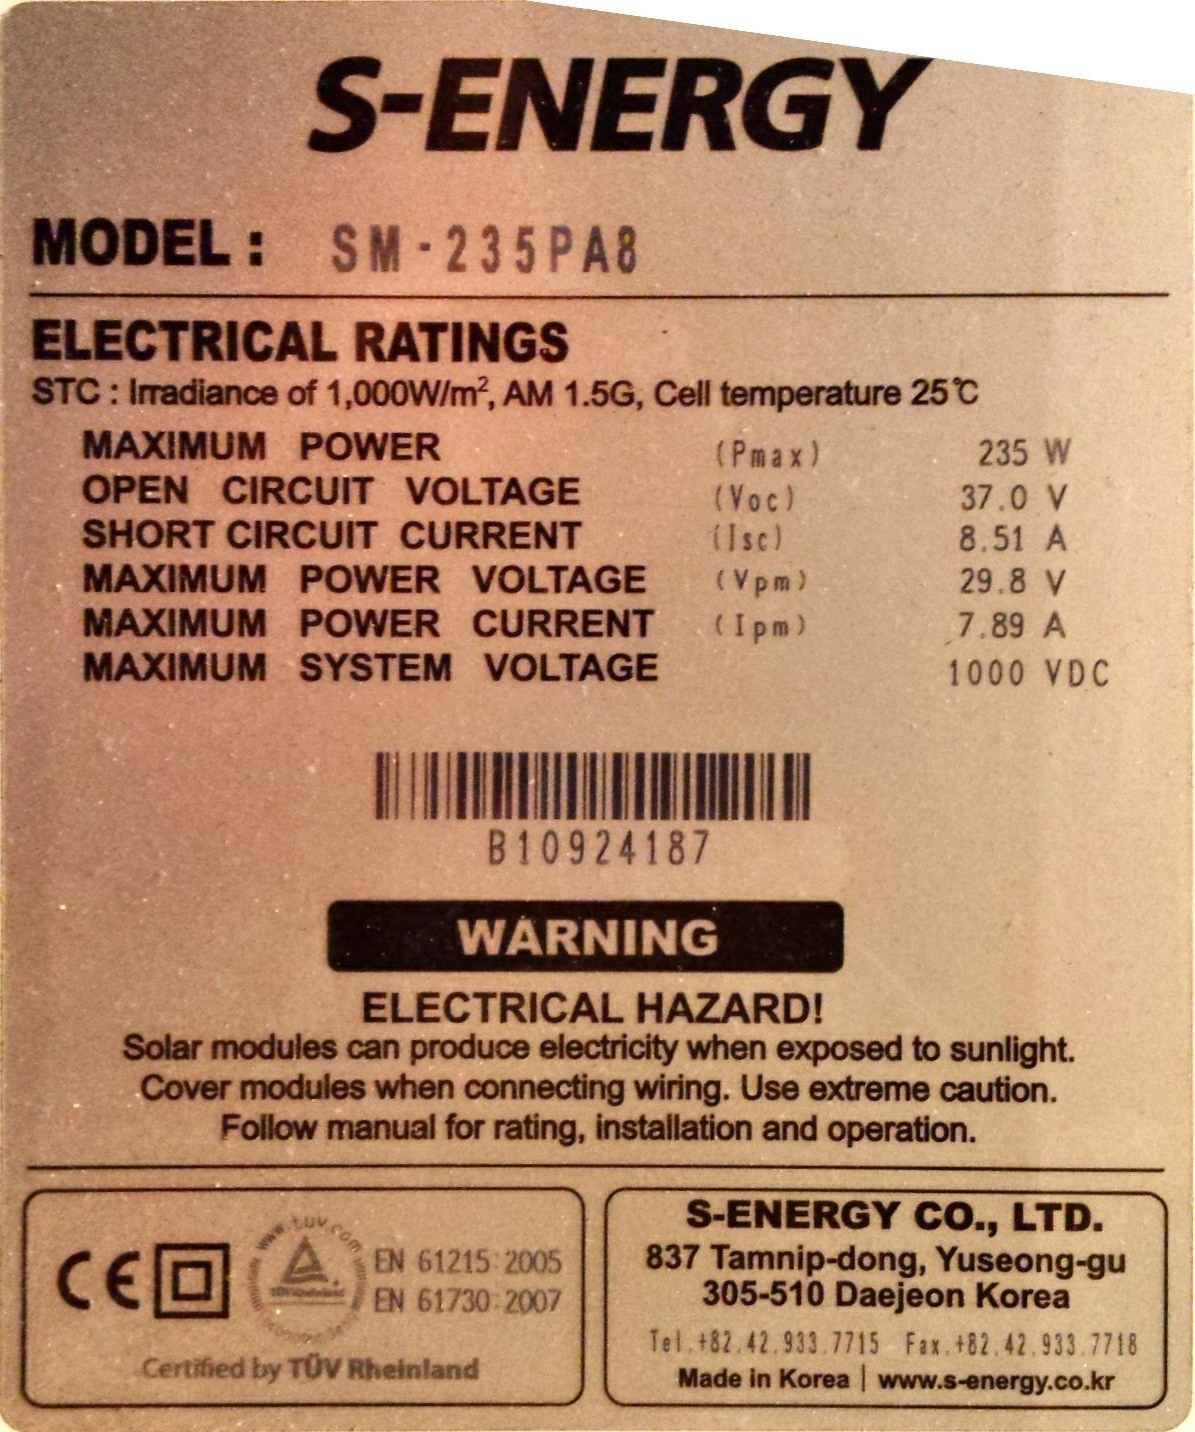 S-ENERGY
MODEL : SM-235PA8
ELECTRICAL RATINGS
STC : Irradiance of 1,000W/m², AM 1.5G, Cell temperature 25℃
MAXIMUM POWER (Pmax) 235 W
OPEN CIRCUIT VOLTAGE (Voc) 37.0 V
SHORT CIRCUIT CURRENT (Isc) 8.51 A
MAXIMUM POWER VOLTAGE (Vpm) 29.8 V
MAXIMUM POWER CURRENT (Ipm) 7.89 A
MAXIMUM SYSTEM VOLTAGE 1000 VDC
B10924187
WARNING
ELECTRICAL HAZARD!
Solar modules can produce electricity when exposed to sunlight.
Cover modules when connecting wiring. Use extreme caution.
Follow manual for rating, installation and operation.
CE
www.tuv.com
TÜVRheinland
EN 61215:2005
EN 61730:2007
Certified by TÜV Rheinland
S-ENERGY CO., LTD.
837 Tamnip-dong, Yuseong-gu
305-510 Daejeon Korea
Tel.+82.42.933.7715 Fax.+82.42.933.7718
Made in Korea | www.s-energy.co.kr